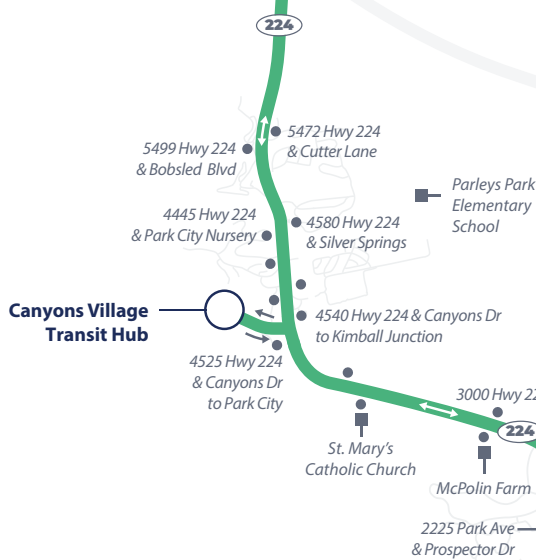 224
5472 Hwy 224
& Cutter Lane
5499 Hwy 224
& Bobsled Blvd
Parleys Park
Elementary
School
4445 Hwy 224
& Park City Nursery
4580 Hwy 224
& Silver Springs
Canyons Village
Transit Hub
4540 Hwy 224 & Canyons Dr
to Kimball Junction
4525 Hwy 224
& Canyons Dr
to Park City
3000 Hwy 22
224
St. Mary's
Catholic Church
McPolin Farm
2225 Park Ave
& Prospector Dr